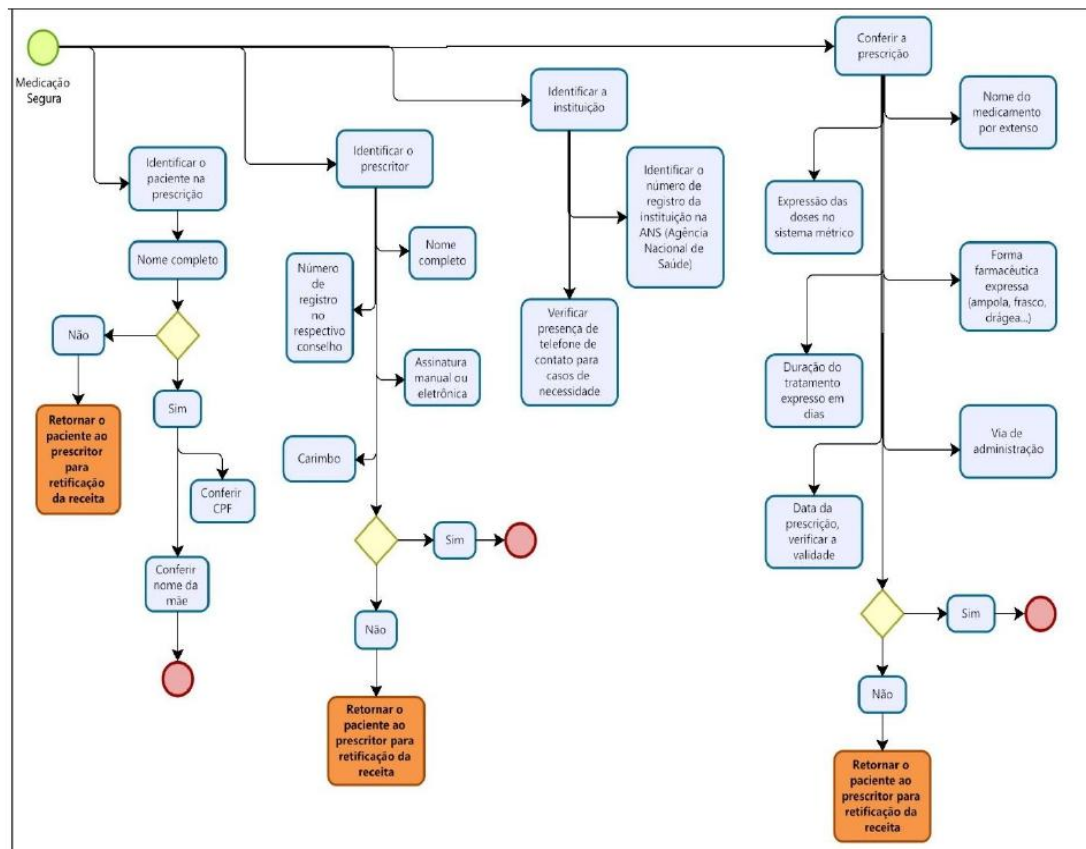 Medicação
Segura
Identificar o
paciente na
prescrição
Nome completo
Não
Sim
Retornar o
paciente ao
prescritor
para
retificação
da receita
Conferir
CPF
Conferir
nome da
mãe
Identificar o
prescritor
Nome
completo
Número
de
registro
no
respectivo
conselho
Assinatura
manual ou
eletrônica
Carimbo
Sim
Não
Retornar o
paciente ao
prescritor para
retificação da
receita
Identificar a
instituição
Identificar o
número de
registro da
instituição na
ANS (Agência
Nacional de
Saúde)
Verificar
presença de
telefone de
contato para
casos de
necessidade
Conferir a
prescrição
Nome do
medicamento
por extenso
Expressão das
doses no
sistema métrico
Forma
farmacêutica
expressa
(ampola, frasco,
drágea...)
Duração do
tratamento
expresso em
dias
Via de
administração
Data da
prescrição,
verificar a
validade
Sim
Não
Retornar o
paciente ao
prescritor para
retificação da
receita